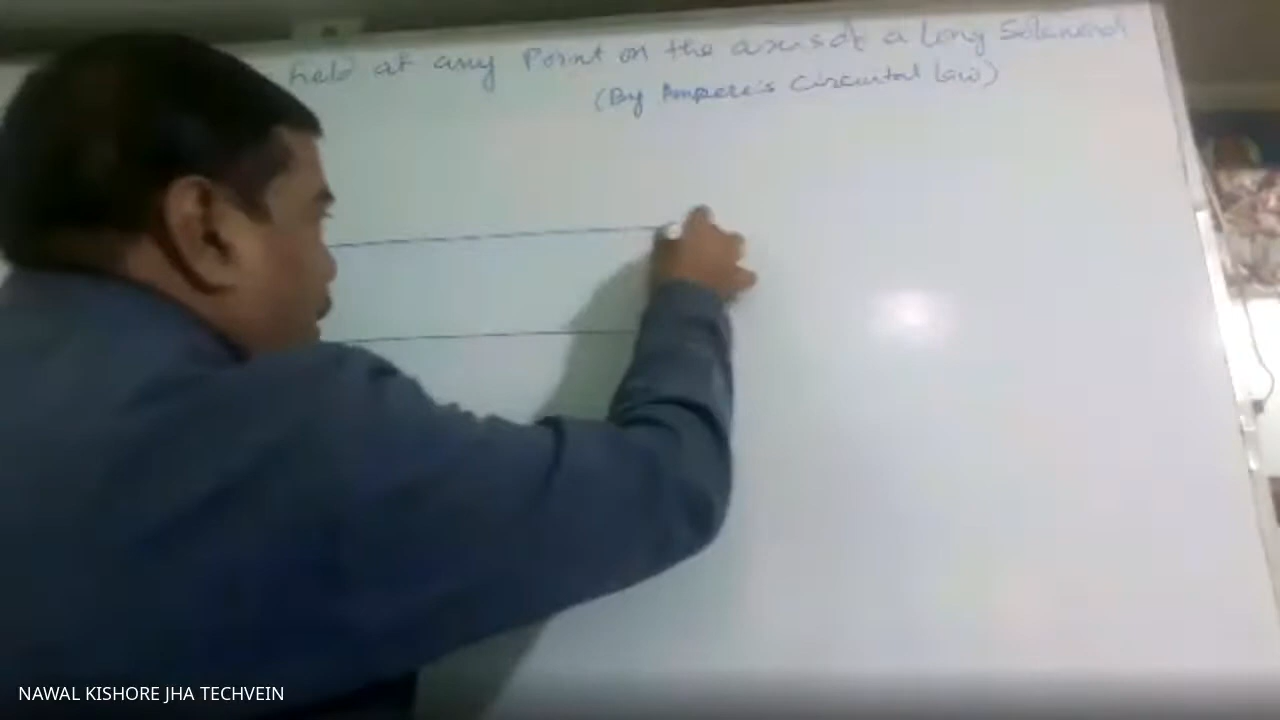 field at any Point on the axis of a long Solenoid
(By Ampere's Circuital law)
NAWAL KISHORE JHA TECHVEIN